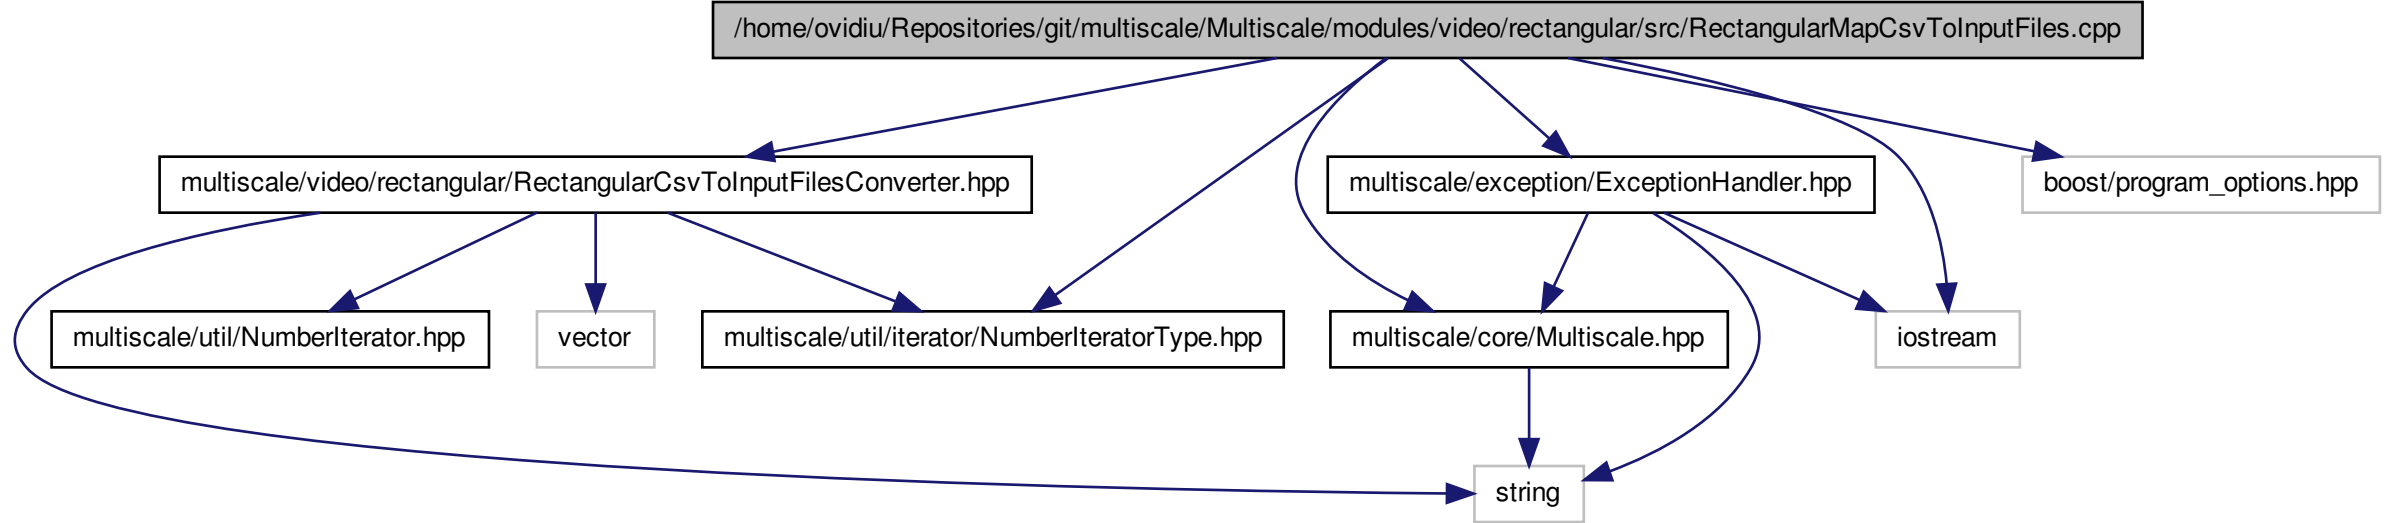 /home/ovidiu/Repositories/git/multiscale/Multiscale/modules/video/rectangular/src/RectangularMapCsvToInputFiles.cpp
multiscale/video/rectangular/RectangularCsvToInputFilesConverter.hpp
multiscale/exception/ExceptionHandler.hpp
boost/program_options.hpp
multiscale/util/NumberIterator.hpp
vector
multiscale/util/iterator/NumberIteratorType.hpp
multiscale/core/Multiscale.hpp
iostream
string